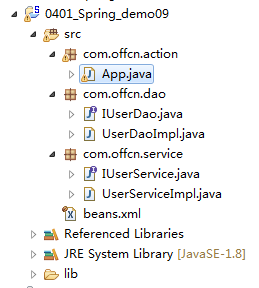 0401_Spring_demo09
src
com.offcn.action
App.java
com.offcn.dao
IUserDao.java
UserDaoImpl.java
com.offcn.service
IUserService.java
UserServiceImpl.java
beans.xml
Referenced Libraries
JRE System Library [JavaSE-1.8]
lib